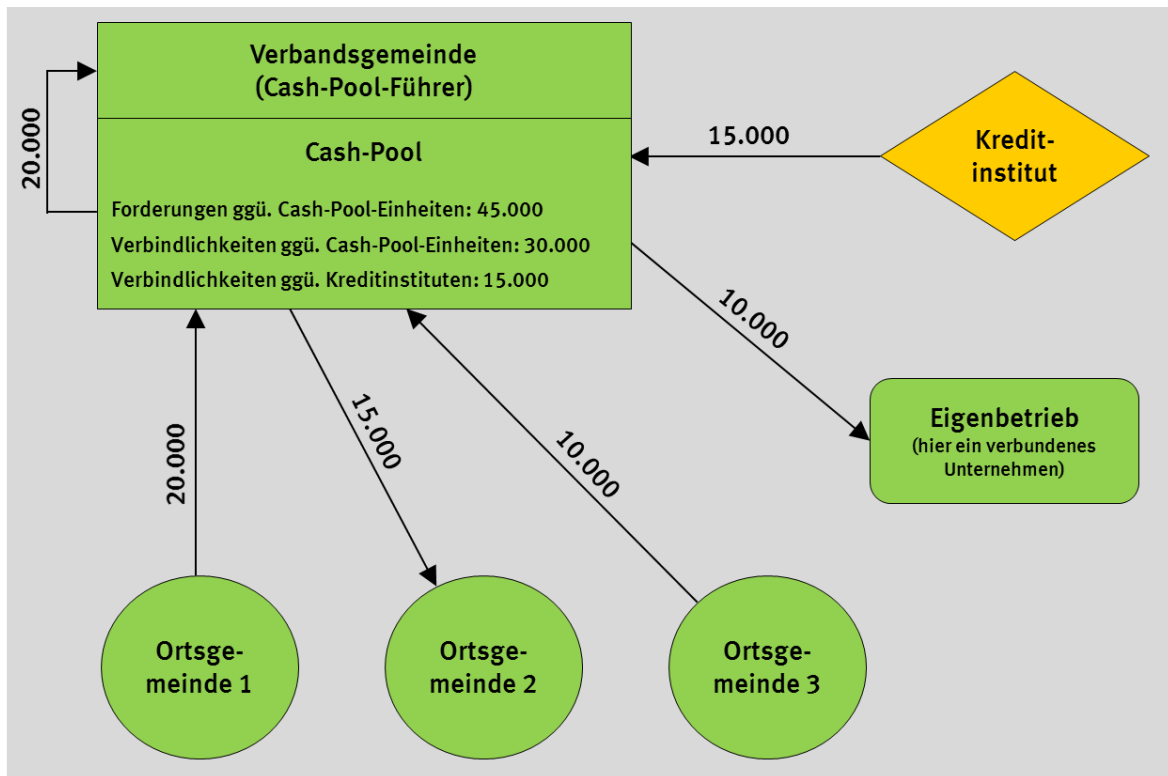 Verbandsgemeinde
(Cash-Pool-Führer)
20.000
Cash-Pool
Forderungen ggü. Cash-Pool-Einheiten: 45.000
Verbindlichkeiten ggü. Cash-Pool-Einheiten: 30.000
Verbindlichkeiten ggü. Kreditinstituten: 15.000
15.000
Kredit-
institut
10.000
Eigenbetrieb
(hier ein verbundenes
Unternehmen)
20.000
15.000
10.000
Ortsge-
meinde 1
Ortsge-
meinde 2
Ortsge-
meinde 3